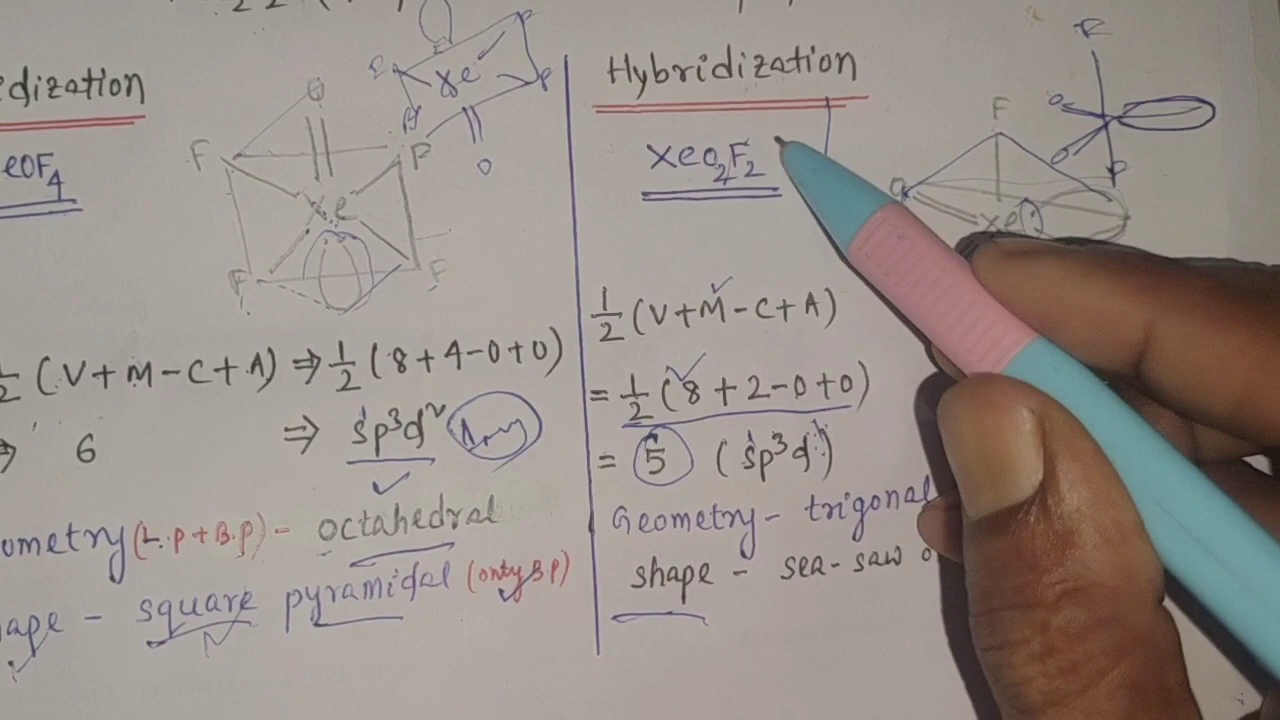 dization
eOF₄
O
F
F
Xe
F
F
Xe
O
½ (V+M-C+A) ⇒ ½ (8+4-0+0)
6 ⇒ sp³d²
ometry (L.P+B.P) - octahedral
ape - square pyramidal (only B.P)
Hybridization
XeO₂F₂
F
Xe
½ (V+M-C+A)
= ½ (8+2-0+0)
= 5 (sp³d)
Geometry - trigonal
shape - sea-saw o